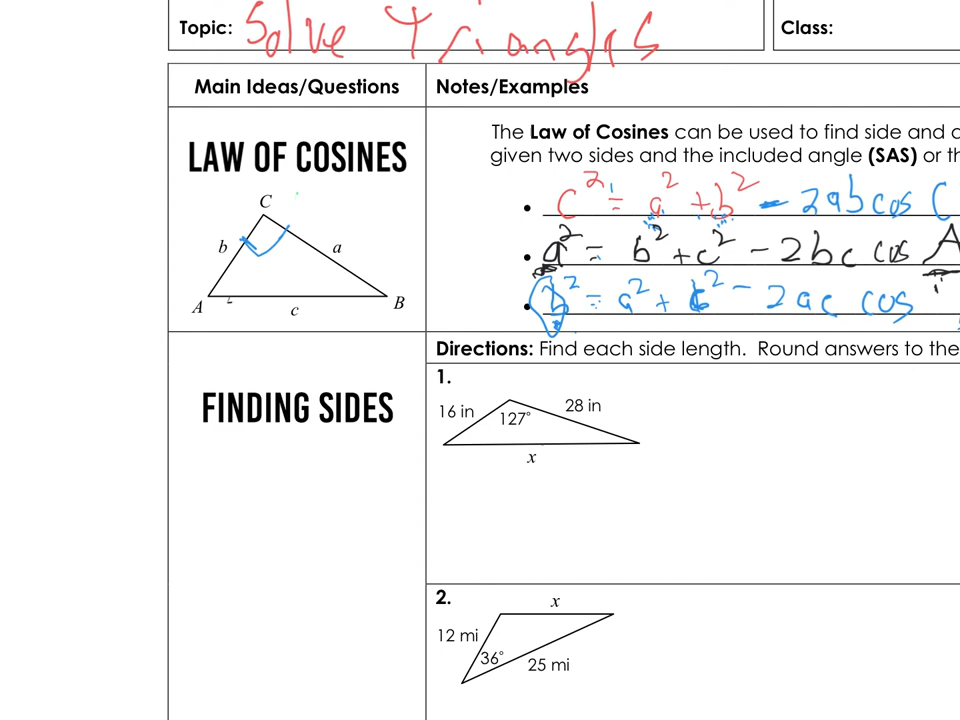 Topic: Solve Triangles
Class:
Main Ideas/Questions
Notes/Examples
LAW OF COSINES
The Law of Cosines can be used to find side and
given two sides and the included angle (SAS) or
C
b
a
A
c
B
• c² = a² + b² - 2ab cos C
• a² = b² + c² - 2bc cos A
• b² = a² + c² - 2ac cos
FINDING SIDES
Directions: Find each side length. Round answers to the
1.
16 in
127°
28 in
x
2.
x
12 mi
36°
25 mi